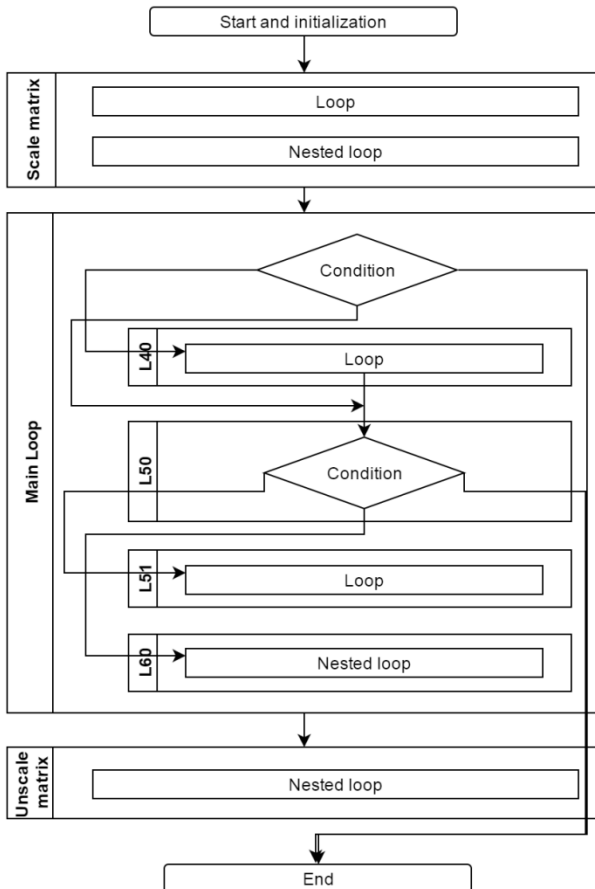 Start and initialization
Scale matrix
Loop
Nested loop
Main Loop
Condition
L40
Loop
L50
Condition
L51
Loop
L60
Nested loop
Unscale
matrix
Nested loop
End